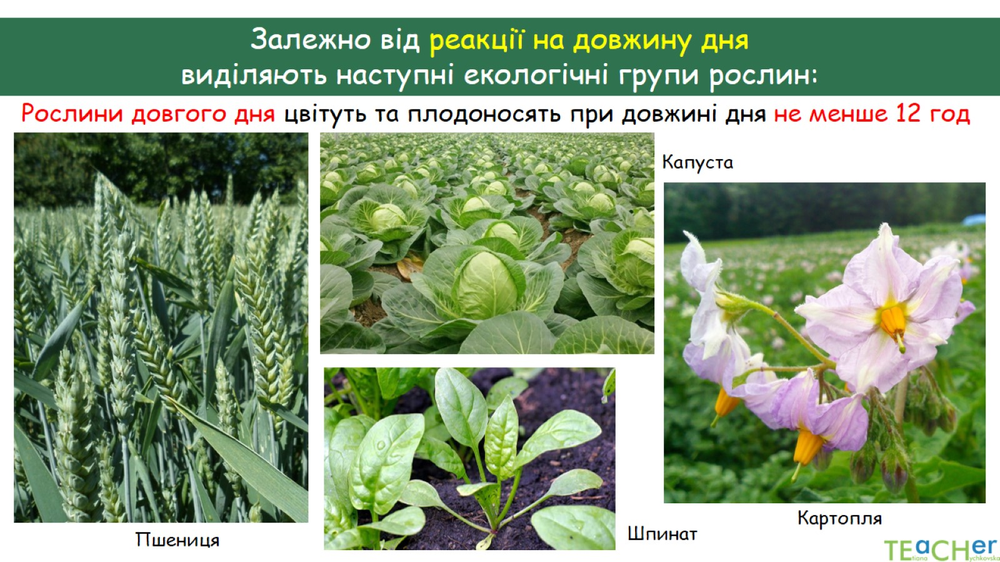 Залежно від реакції на довжину дня
виділяють наступні екологічні групи рослин:
Рослини довгого дня цвітуть та плодоносять при довжині дня не менше 12 год
Капуста
Картопля
Шпинат
Пшениця
TEaCHer
tiana ychkovska